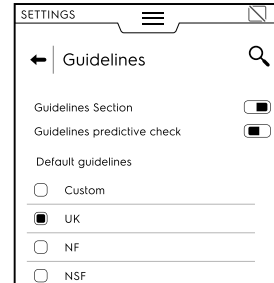 SETTINGS
Guidelines
Guidelines Section
Guidelines predictive check
Default guidelines
Custom
UK
NF
NSF